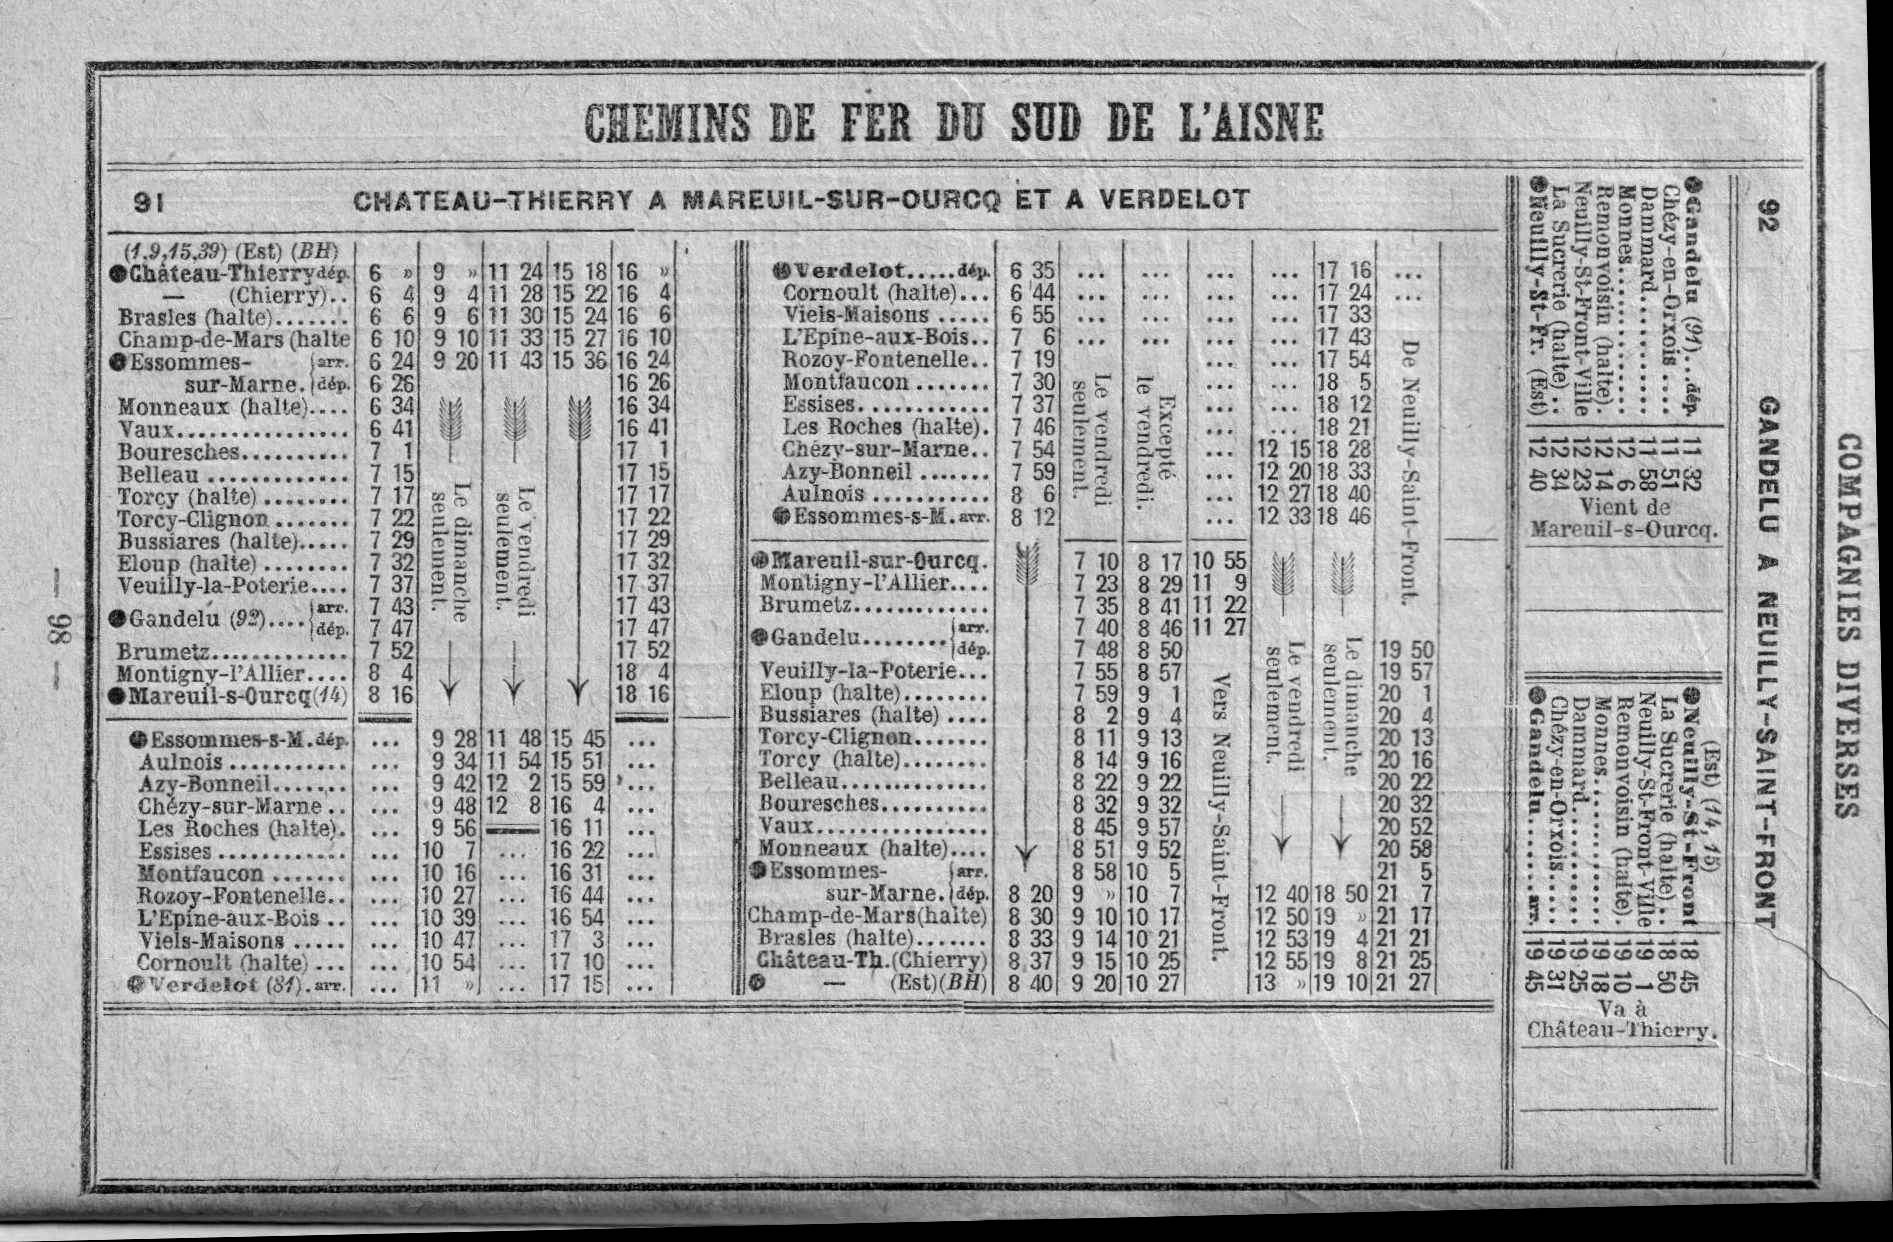 CHEMINS DE FER DU SUD DE L'AISNE
91 CHATEAU-THIERRY A MAREUIL-SUR-OURCQ ET A VERDELOT
(1.9,15,39) (Est) (BH)
Château-Thierry dép. 6 » 9 » 11 24 15 18 16 »
— (Chierry).. 6 4 9 4 11 28 15 22 16 4
Brasles (halte)....... 6 6 9 6 11 30 15 24 16 6
Champ-de-Mars (halte 6 10 9 10 11 33 15 27 16 10
Essommes- arr. 6 24 9 20 11 43 15 36 16 24
sur-Marne. dép. 6 26 16 26
Monneaux (halte).... 6 34 16 34
Vaux................ 6 41 16 41
Bouresches.......... 7 1 17 1
Belleau ............. 7 15 17 15
Torcy (halte) ........ 7 17 17 17
Torcy-Clignon ....... 7 22 17 22
Bussiares (halte)..... 7 29 17 29
Eloup (halte) ........ 7 32 17 32
Veuilly-la-Poterie.... 7 37 17 37
Gandelu (92).... arr. 7 43 17 43
dép. 7 47 17 47
Brumetz............. 7 52 17 52
Montigny-l'Allier.... 8 4 18 4
Mareuil-s-Ourcq (14) 8 16 18 16
Le dimanche
seulement.
Le vendredi
seulement.
Essommes-s-M. dép. ... 9 28 11 48 15 45 ...
Aulnois ........... ... 9 34 11 54 15 51 ...
Azy-Bonneil....... ... 9 42 12 2 15 59 ...
Chézy-sur-Marne .. ... 9 48 12 8 16 4 ...
Les Roches (halte). ... 9 56 16 11 ...
Essises ............ ... 10 7 ... 16 22 ...
Montfaucon ....... ... 10 16 ... 16 31 ...
Rozoy-Fontenelle.. ... 10 27 ... 16 44 ...
L'Epine-aux-Bois .. ... 10 39 ... 16 54 ...
Viels-Maisons ..... ... 10 47 ... 17 3 ...
Cornoult (halte) ... ... 10 54 ... 17 10 ...
Verdelot (81). arr. ... 11 » ... 17 15 ...
Verdelot..... dép. 6 35 ... ... ... ... 17 16 ...
Cornoult (halte)... 6 44 ... ... ... ... 17 24 ...
Viels-Maisons ..... 6 55 ... ... ... ... 17 33
L'Epine-aux-Bois.. 7 6 ... ... ... ... 17 43
Rozoy-Fontenelle.. 7 19 ... ... 17 54
Montfaucon ....... 7 30 ... ... 18 5
Essises............ 7 37 ... ... 18 12
Les Roches (halte). 7 46 ... ... 18 21
Chézy-sur-Marne.. 7 54 ... 12 15 18 28
Azy-Bonneil ....... 7 59 ... 12 20 18 33
Aulnois ........... 8 6 ... 12 27 18 40
Essommes-s-M. arr. 8 12 ... 12 33 18 46
Le vendredi
seulement.
Excepté
le vendredi.
De Neuilly-Saint-Front.
Mareuil-sur-Ourcq. 7 10 8 17 10 55
Montigny-l'Allier.... 7 23 8 29 11 9
Brumetz............. 7 35 8 41 11 22
Gandelu........ arr. 7 40 8 46 11 27
dép. 7 48 8 50 19 50
Veuilly-la-Poterie... 7 55 8 57 19 57
Eloup (halte)........ 7 59 9 1 20 1
Bussiares (halte) .... 8 2 9 4 20 4
Torcy-Clignon....... 8 11 9 13 20 13
Torcy (halte)........ 8 14 9 16 20 16
Belleau.............. 8 22 9 22 20 22
Bouresches.......... 8 32 9 32 20 32
Vaux................ 8 45 9 57 20 52
Monneaux (halte).... 8 51 9 52 20 58
Essommes- arr. 8 58 10 5 21 5
sur-Marne. dép. 8 20 9 » 10 7 12 40 18 50 21 7
Champ-de-Mars(halte) 8 30 9 10 10 17 12 50 19 » 21 17
Brasles (halte)....... 8 33 9 14 10 21 12 53 19 4 21 21
Château-Th.(Chierry) 8 37 9 15 10 25 12 55 19 8 21 25
— (Est)(BH) 8 40 9 20 10 27 13 » 19 10 21 27
Vers Neuilly-Saint-Front.
Le vendredi
seulement.
Le dimanche
seulement.
COMPAGNIES DIVERSES
92 GANDELU A NEUILLY-SAINT-FRONT
Gandelu (91)... dép. 11 32
Chézy-en-Orxois .... 11 51
Dammard........... 11 58
Monnes............. 12 6
Remonvoisin (halte). 12 14
Neuilly-St-Front-Ville 12 23
La Sucrerie (halte).. 12 34
Neuilly-St-Fr. (Est) 12 40
Vient de
Mareuil-s-Ourcq.
(Est) (14, 15)
Neuilly-St-Front 18 45
La Sucrerie (halte).. 18 50
Neuilly-St-Front-Ville 19 1
Remonvoisin (halte). 19 10
Monnes............. 19 18
Dammard........... 19 25
Chézy-en-Orxois..... 19 31
Gandelu....... arr. 19 45
Va à
Château-Thierry.
— 98 —